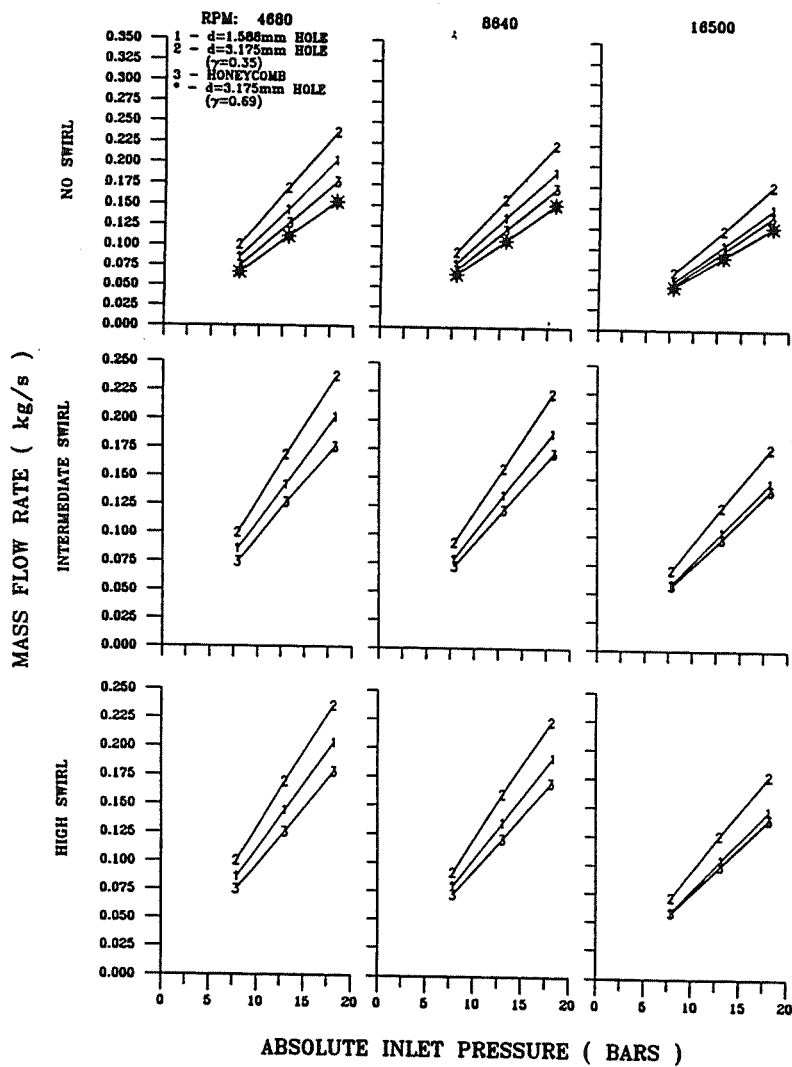 RPM: 4680
8640
16500
1 - d=1.588mm HOLE
2 - d=3.175mm HOLE
(γ=0.35)
3 - HONEYCOMB
* - d=3.175mm HOLE
(γ=0.69)
0.350
0.325
0.300
0.275
0.250
0.225
0.200
0.175
0.150
0.125
0.100
0.075
0.050
0.025
0.000
NO SWIRL
0.250
0.225
0.200
0.175
0.150
0.125
0.100
0.075
0.050
0.025
0.000
INTERMEDIATE SWIRL
MASS FLOW RATE ( kg/s )
0.250
0.225
0.200
0.175
0.150
0.125
0.100
0.075
0.050
0.025
0.000
HIGH SWIRL
0 5 10 15 20
0 5 10 15 20
0 5 10 15 20
ABSOLUTE INLET PRESSURE ( BARS )